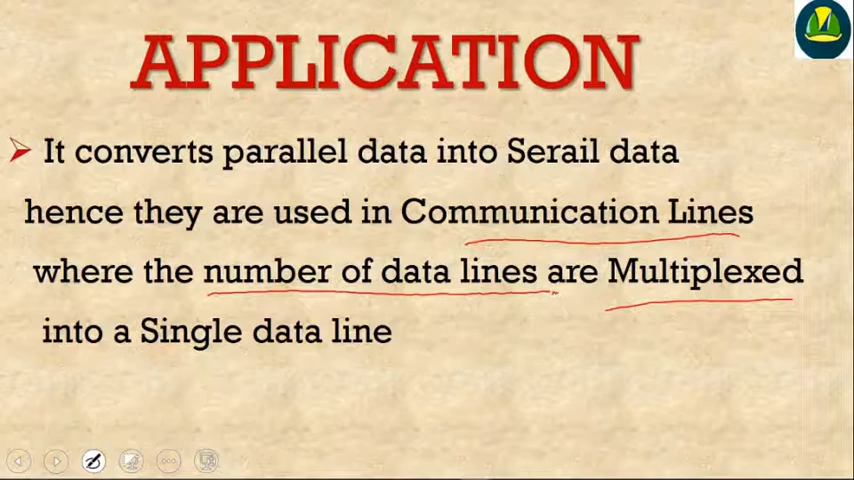 APPLICATION
It converts parallel data into Serail data
hence they are used in Communication Lines
where the number of data lines are Multiplexed
into a Single data line